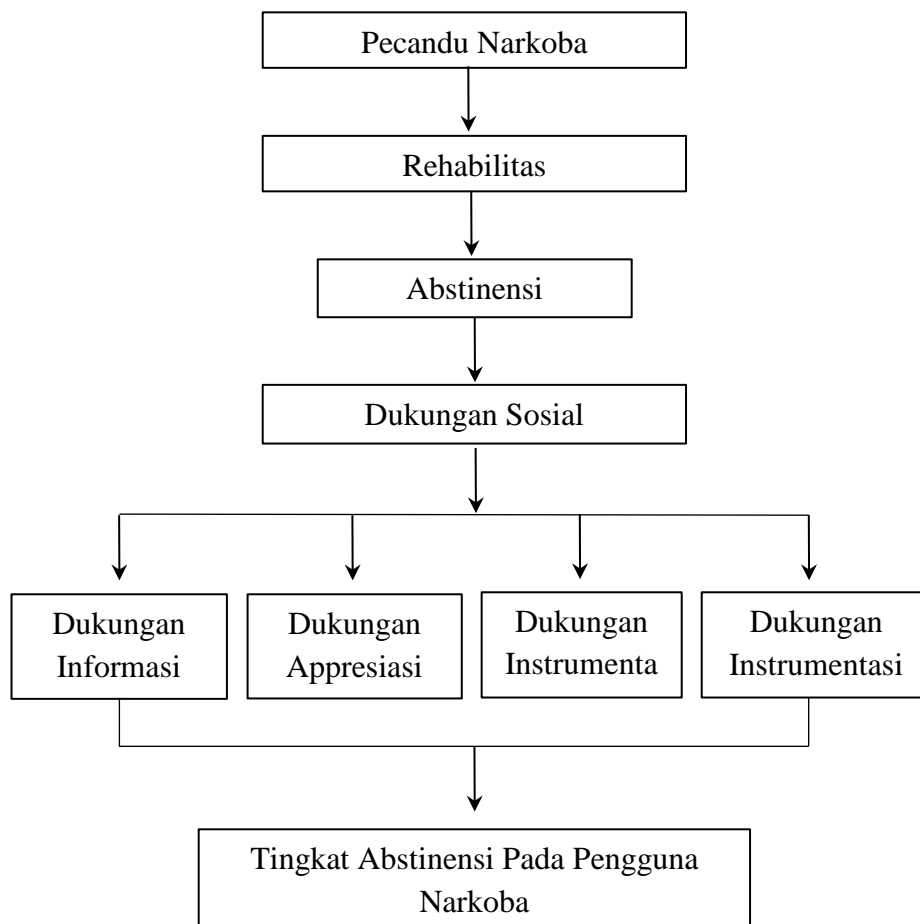 Pecandu Narkoba
Rehabilitas
Abstinensi
Dukungan Sosial
Dukungan
Informasi
Dukungan
Appresiasi
Dukungan
Instrumenta
Dukungan
Instrumentasi
Tingkat Abstinensi Pada Pengguna
Narkoba